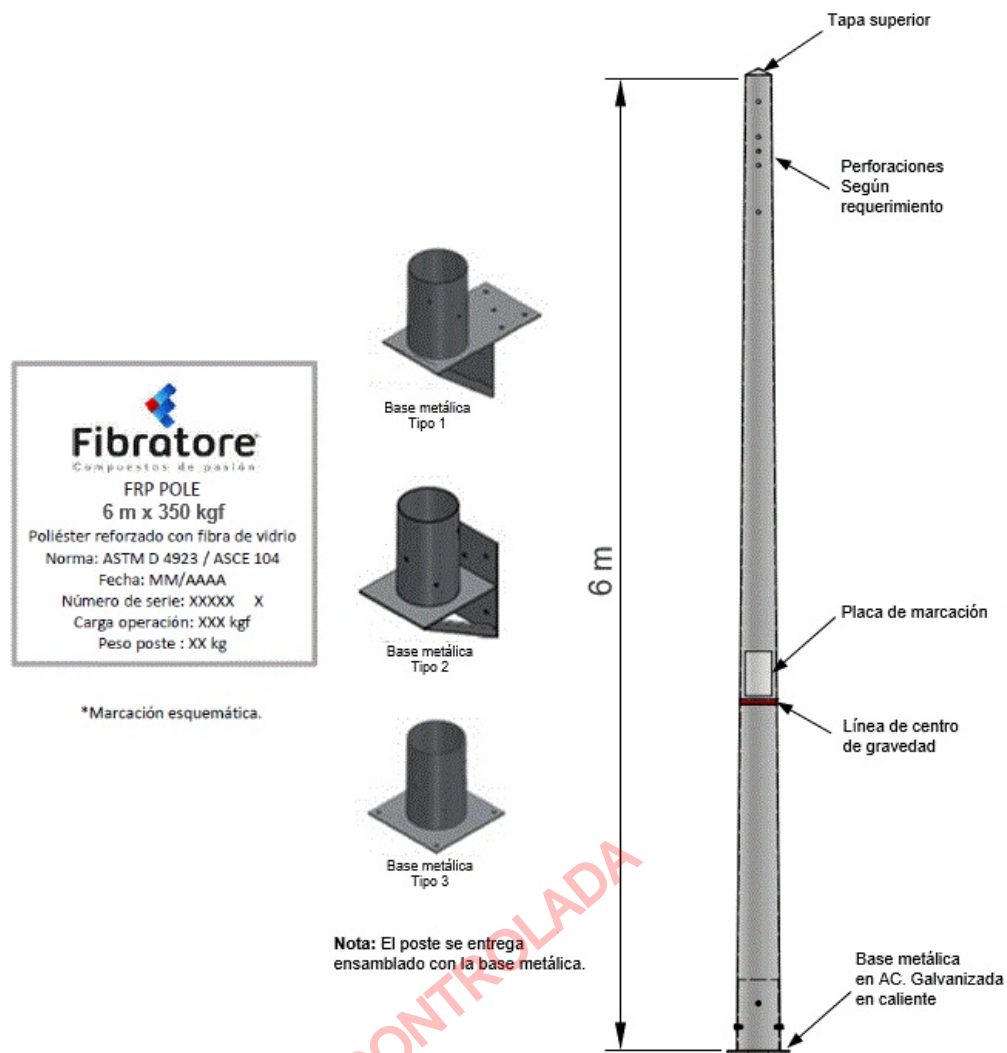 Tapa superior
Perforaciones
Según
requerimiento
6 m
Base metálica
Tipo 1
Fibratore
Compuestos de pasión
FRP POLE
6 m x 350 kgf
Poliéster reforzado con fibra de vidrio
Norma: ASTM D 4923 / ASCE 104
Fecha: MM/AAAA
Número de serie: XXXXX X
Carga operación: XXX kgf
Peso poste : XX kg
*Marcación esquemática.
Base metálica
Tipo 2
Placa de marcación
Línea de centro
de gravedad
Base metálica
Tipo 3
Nota: El poste se entrega
ensamblado con la base metálica.
Base metálica
en AC. Galvanizada
en caliente
CONTROLADA